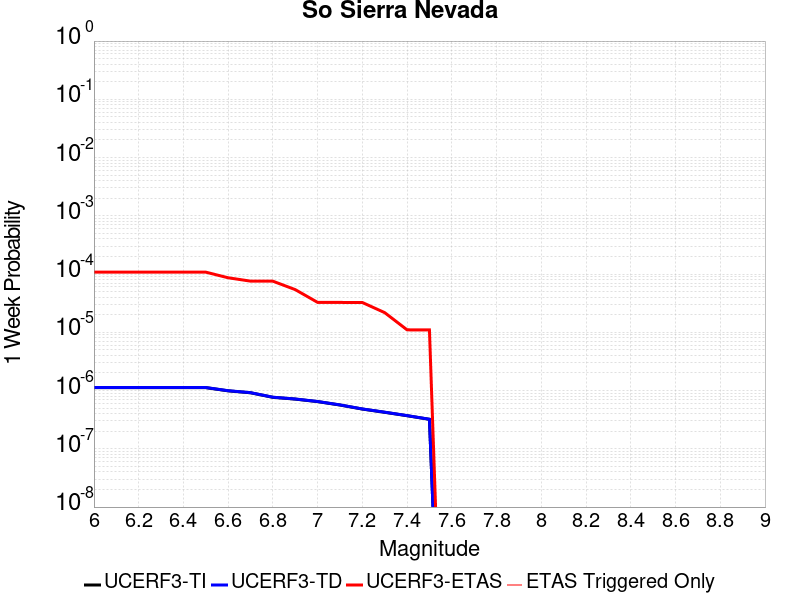 So Sierra Nevada
10^0
10^-1
10^-2
10^-3
10^-4
10^-5
10^-6
10^-7
10^-8
1 Week Probability
6 6.2 6.4 6.6 6.8 7 7.2 7.4 7.6 7.8 8 8.2 8.4 8.6 8.8 9
Magnitude
UCERF3-TI UCERF3-TD UCERF3-ETAS ETAS Triggered Only